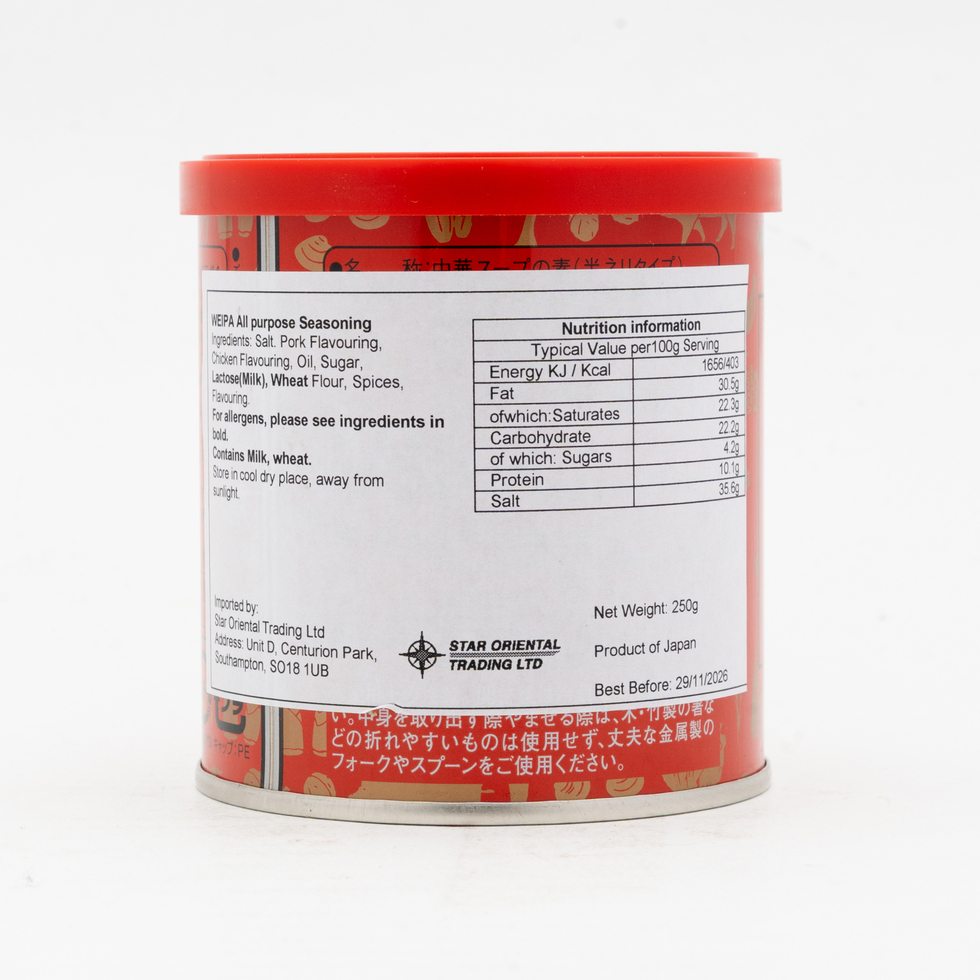 名 称:中華スープの素(半ネリタイプ)
WEIPA All purpose Seasoning
Ingredients: Salt. Pork Flavouring,
Chicken Flavouring, Oil, Sugar,
Lactose(Milk), Wheat Flour, Spices,
Flavouring.
For allergens, please see ingredients in
bold.
Contains Milk, wheat.
Store in cool dry place, away from
sunlight.
Nutrition information
Typical Value per100g Serving
Energy KJ / Kcal 1656/403
Fat 30.5g
ofwhich:Saturates 22.3g
Carbohydrate 22.2g
of which: Sugars 4.2g
Protein 10.1g
Salt 35.6g
Imported by:
Star Oriental Trading Ltd
Address: Unit D, Centurion Park,
Southampton, SO18 1UB
STAR ORIENTAL
TRADING LTD
Net Weight: 250g
Product of Japan
Best Before: 29/11/2026
い。中身を取り出す際やまぜる際は、木・竹製の箸な
どの折れやすいものは使用せず、丈夫な金属製の
フォークやスプーンをご使用ください。
キャップ:PE